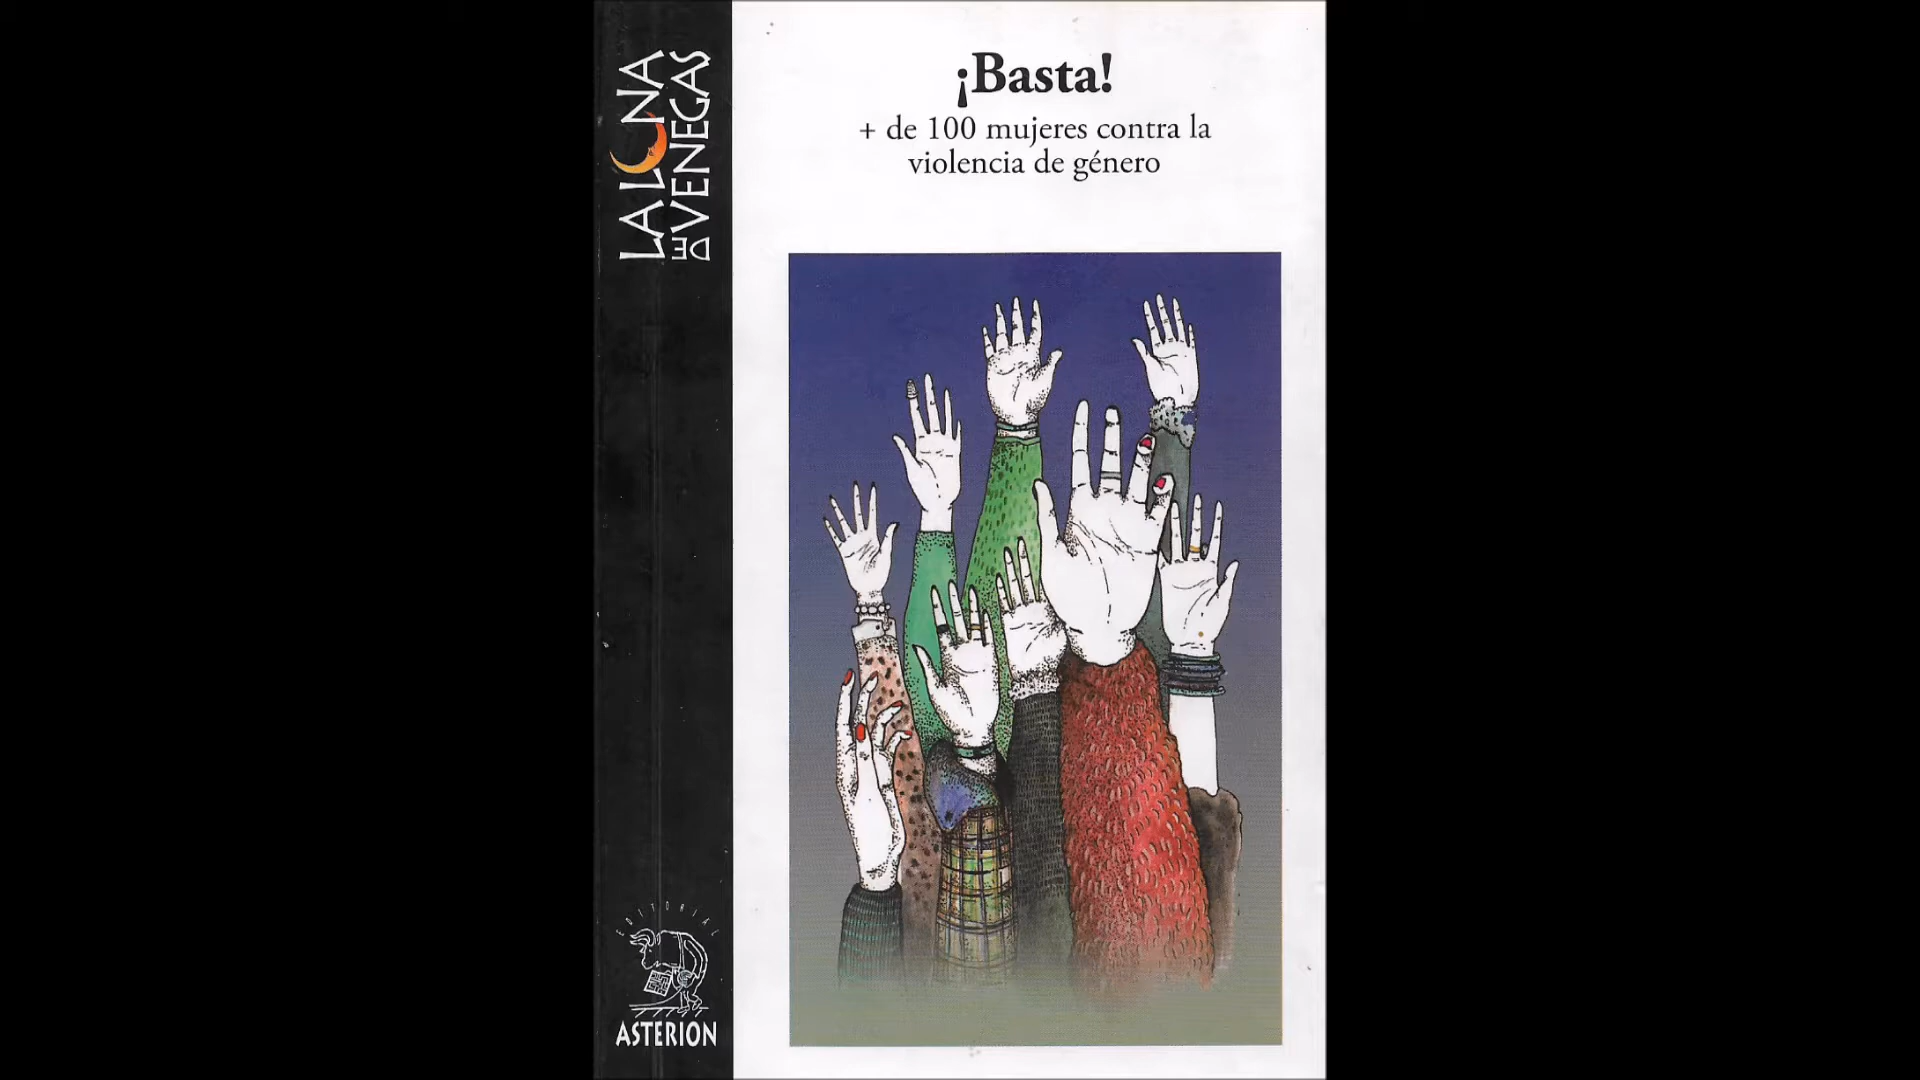 ¡Basta!
+ de 100 mujeres contra la
violencia de género
LA LUNA
DE VENEGAS
EDITORIAL
ASTERION